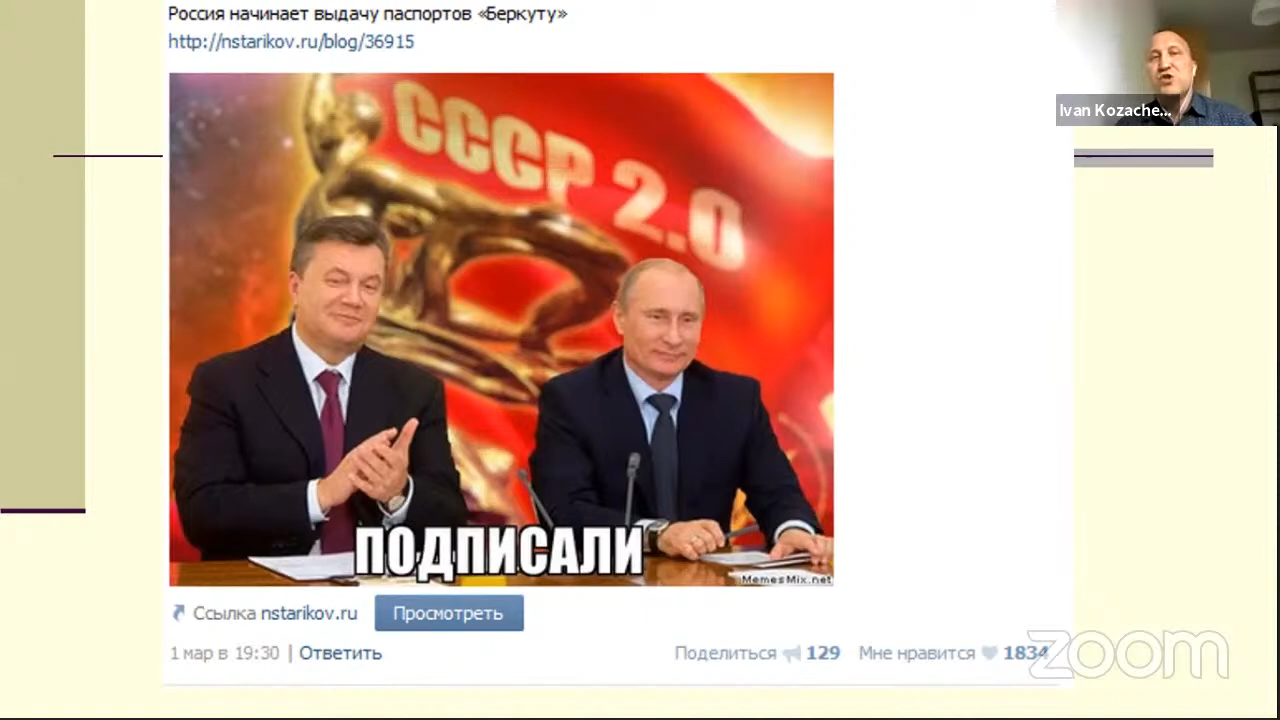 Россия начинает выдачу паспортов «Беркуту»
http://nstarikov.ru/blog/36915
Ivan Kozache...
СССР 2.0
ПОДПИСАЛИ
MemesMix.net
Ссылка nstarikov.ru
Просмотреть
1 мар в 19:30 | Ответить
Поделиться 129 Мне нравится 1834
zoom